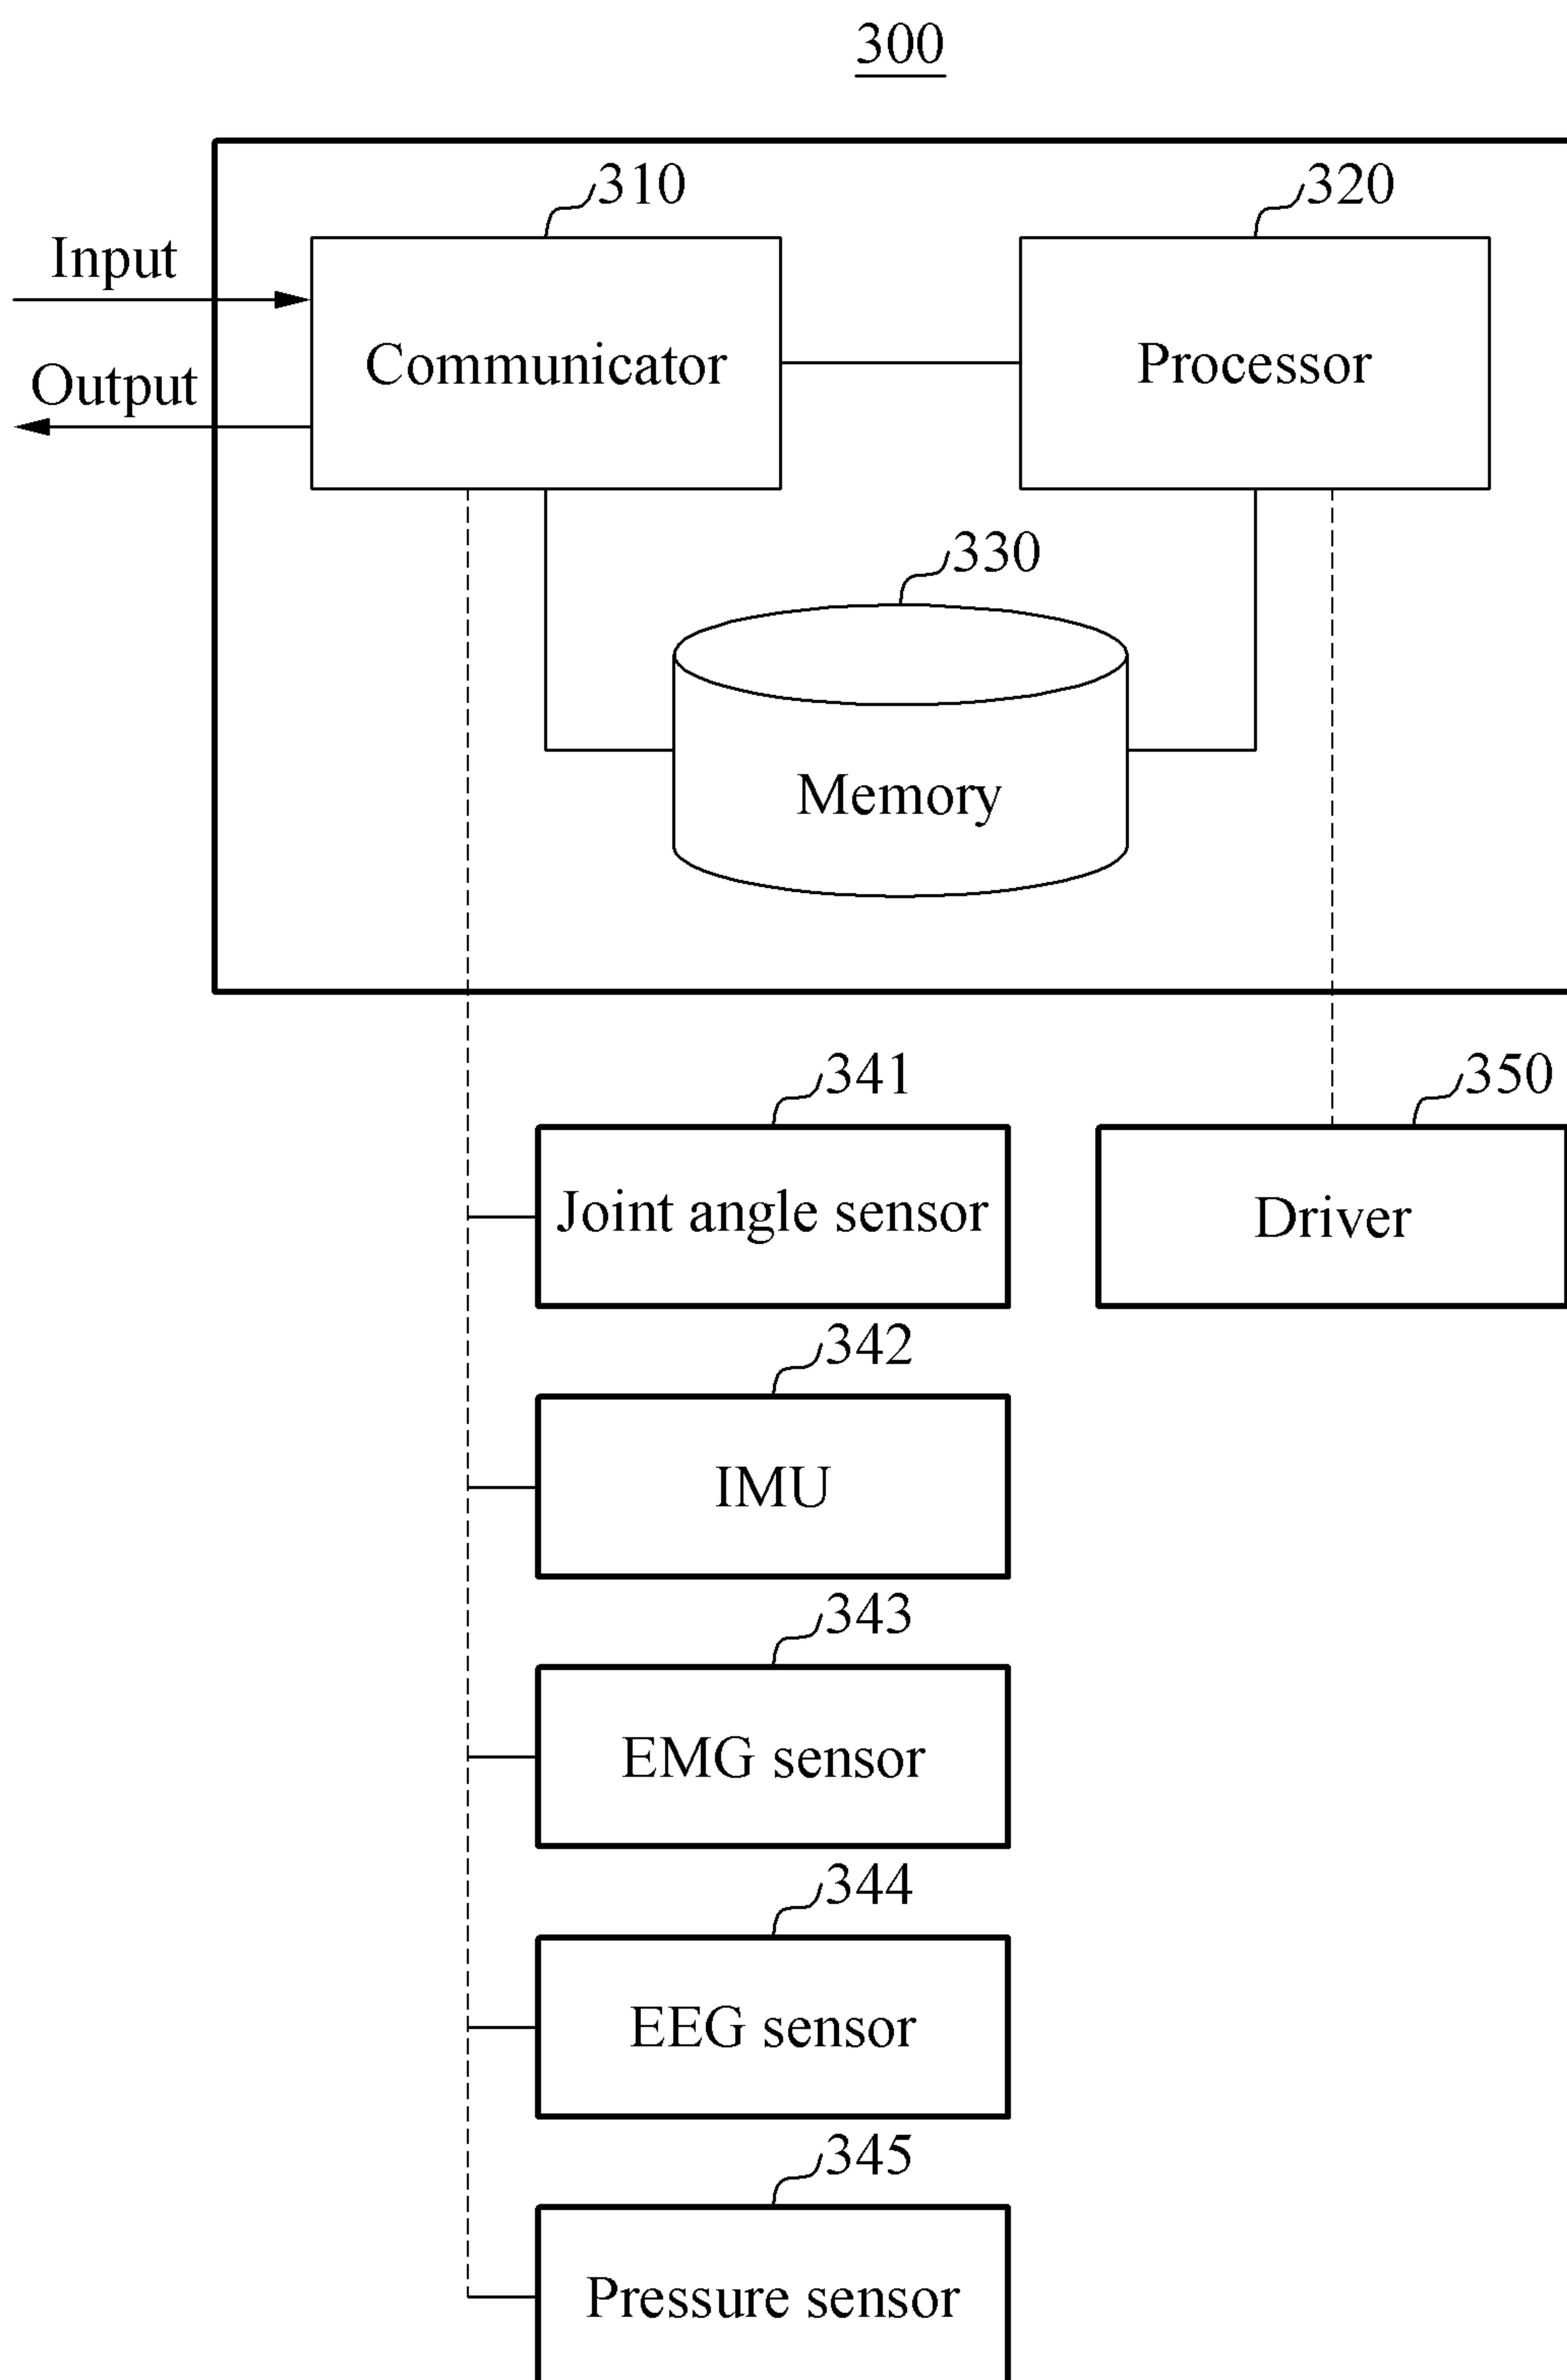 300
310
320
Input
Communicator
Processor
Output
330
Memory
341
350
Joint angle sensor
Driver
342
IMU
343
EMG sensor
344
EEG sensor
345
Pressure sensor